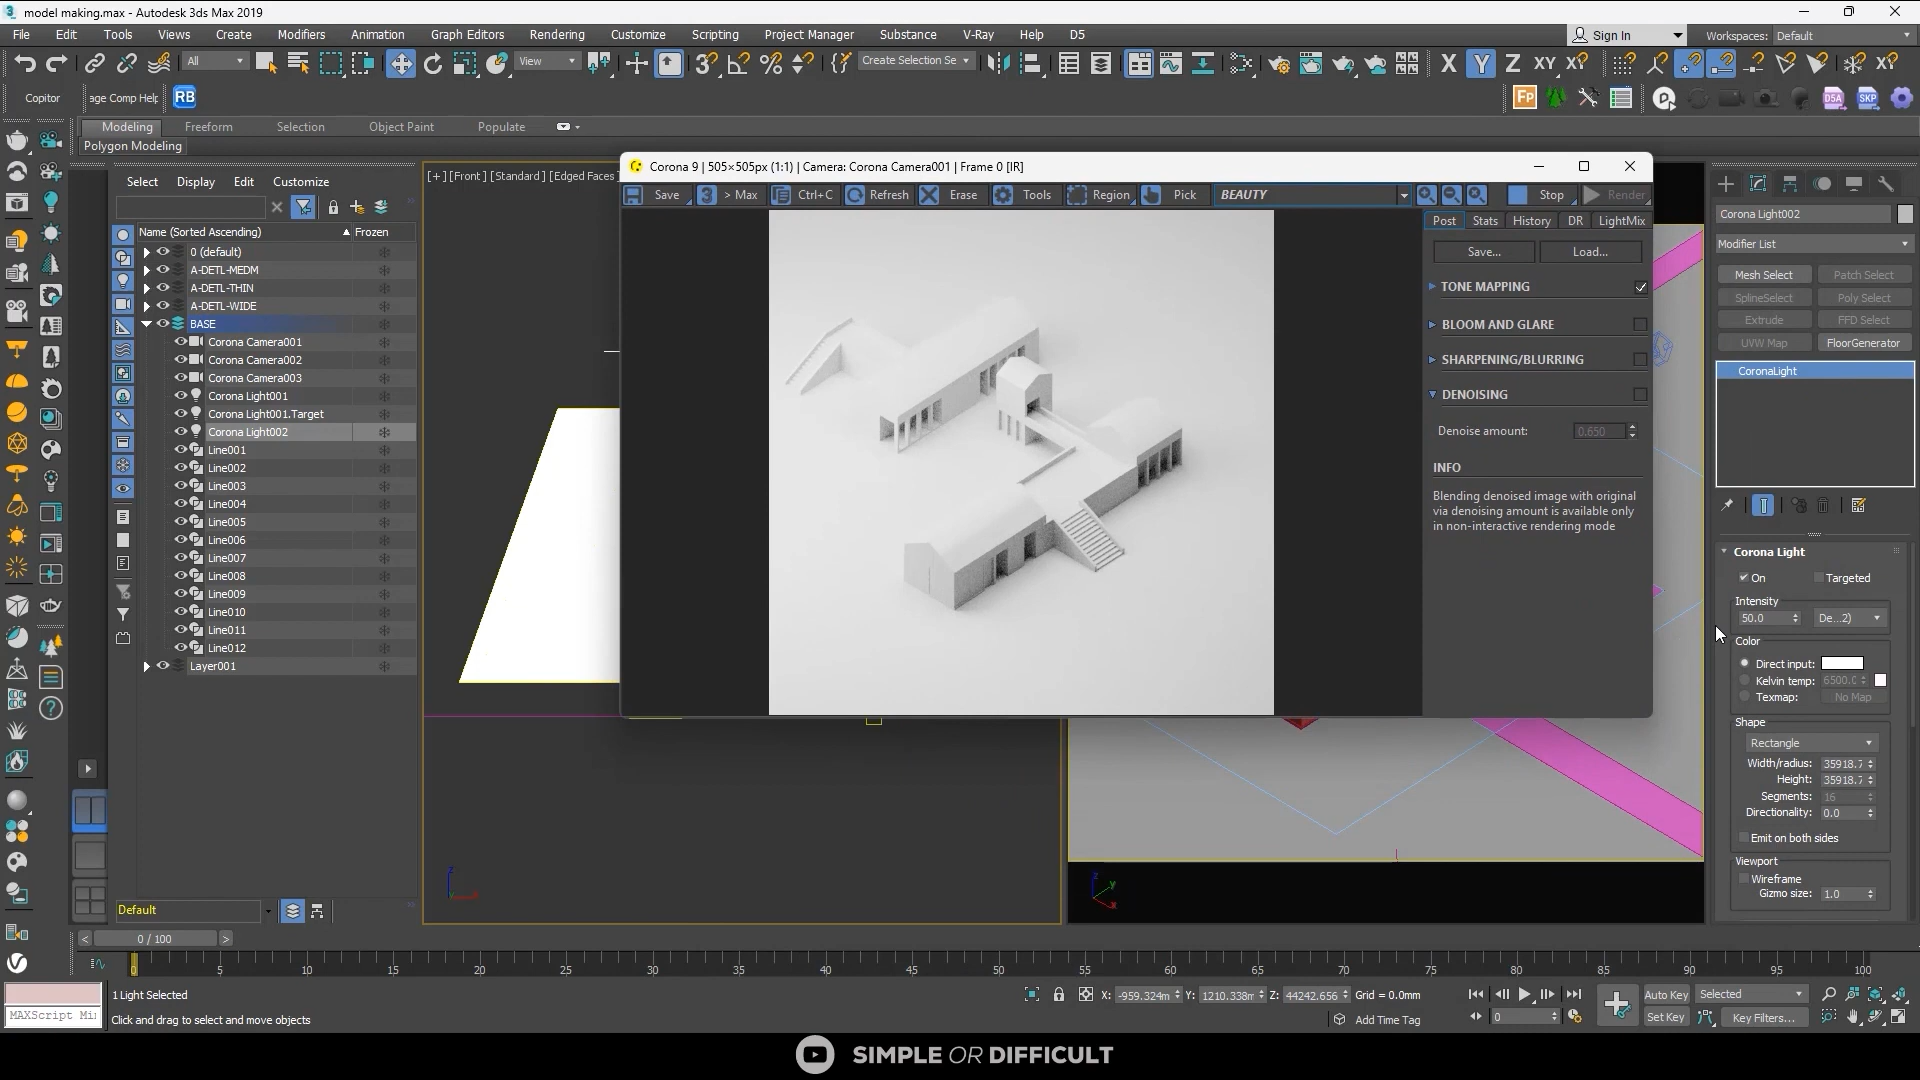 model making.max - Autodesk 3ds Max 2019
File Edit Tools Views Create Modifiers Animation Graph Editors Rendering Customize Scripting Project Manager Substance V-Ray Help D5
Sign In Workspaces: Default
All View Create Selection Se X Y Z XY XY
Copitor age Comp Help RB
Modeling Freeform Selection Object Paint Populate
Polygon Modeling
Select Display Edit Customize
Name (Sorted Ascending) Frozen
0 (default)
A-DETL-MEDM
A-DETL-THIN
A-DETL-WIDE
BASE
Corona Camera001
Corona Camera002
Corona Camera003
Corona Light001
Corona Light001.Target
Corona Light002
Line001
Line002
Line003
Line004
Line005
Line006
Line007
Line008
Line009
Line010
Line011
Line012
Layer001
Default
[+] [Front] [Standard] [Edged Faces
Corona 9 | 505×505px (1:1) | Camera: Corona Camera001 | Frame 0 [IR]
Save 3 > Max Ctrl+C Refresh Erase Tools Region Pick BEAUTY Stop Render
Post Stats History DR LightMix
Save... Load...
TONE MAPPING
BLOOM AND GLARE
SHARPENING/BLURRING
DENOISING
Denoise amount: 0.650
INFO
Blending denoised image with original
via denoising amount is available only
in non-interactive rendering mode
Corona Light002
Modifier List
Mesh Select Patch Select
SplineSelect Poly Select
Extrude FFD Select
UVW Map FloorGenerator
CoronaLight
Corona Light
On Targeted
Intensity
50.0 De...2)
Color
Direct input:
Kelvin temp: 6500.0
Texmap: No Map
Shape
Rectangle
Width/radius: 35918.7
Height: 35918.7
Segments: 16
Directionality: 0.0
Emit on both sides
Viewport
Wireframe
Gizmo size: 1.0
< 0 / 100 >
0 5 10 15 20 25 30 35 40 45 50 55 60 65 70 75 80 85 90 95 100
1 Light Selected X: -959.324m Y: 1210.338m Z: 44242.656 Grid = 0.0mm Auto Key Selected
MAXScript Mi Click and drag to select and move objects Add Time Tag 0 Set Key Key Filters...
SIMPLE OR DIFFICULT